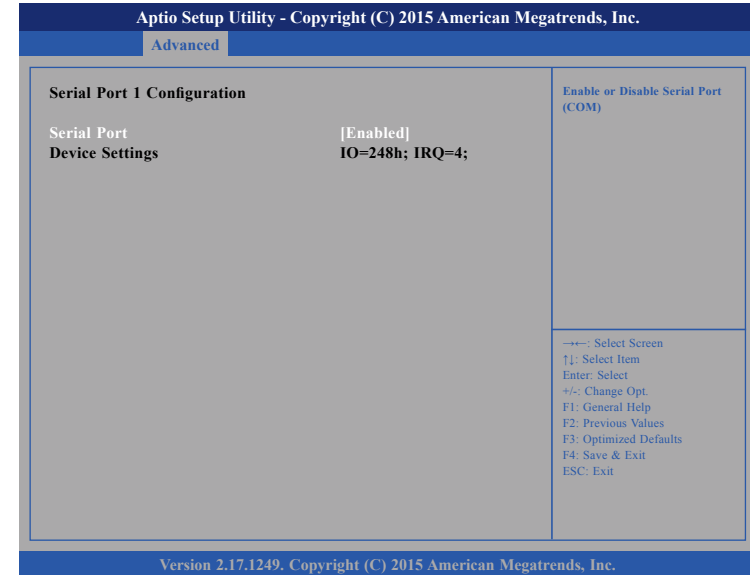 Aptio Setup Utility - Copyright (C) 2015 American Megatrends, Inc.
Advanced
Serial Port 1 Configuration
Serial Port [Enabled]
Device Settings IO=248h; IRQ=4;
Enable or Disable Serial Port
(COM)
→←: Select Screen
↑↓: Select Item
Enter: Select
+/-: Change Opt.
F1: General Help
F2: Previous Values
F3: Optimized Defaults
F4: Save & Exit
ESC: Exit
Version 2.17.1249. Copyright (C) 2015 American Megatrends, Inc.